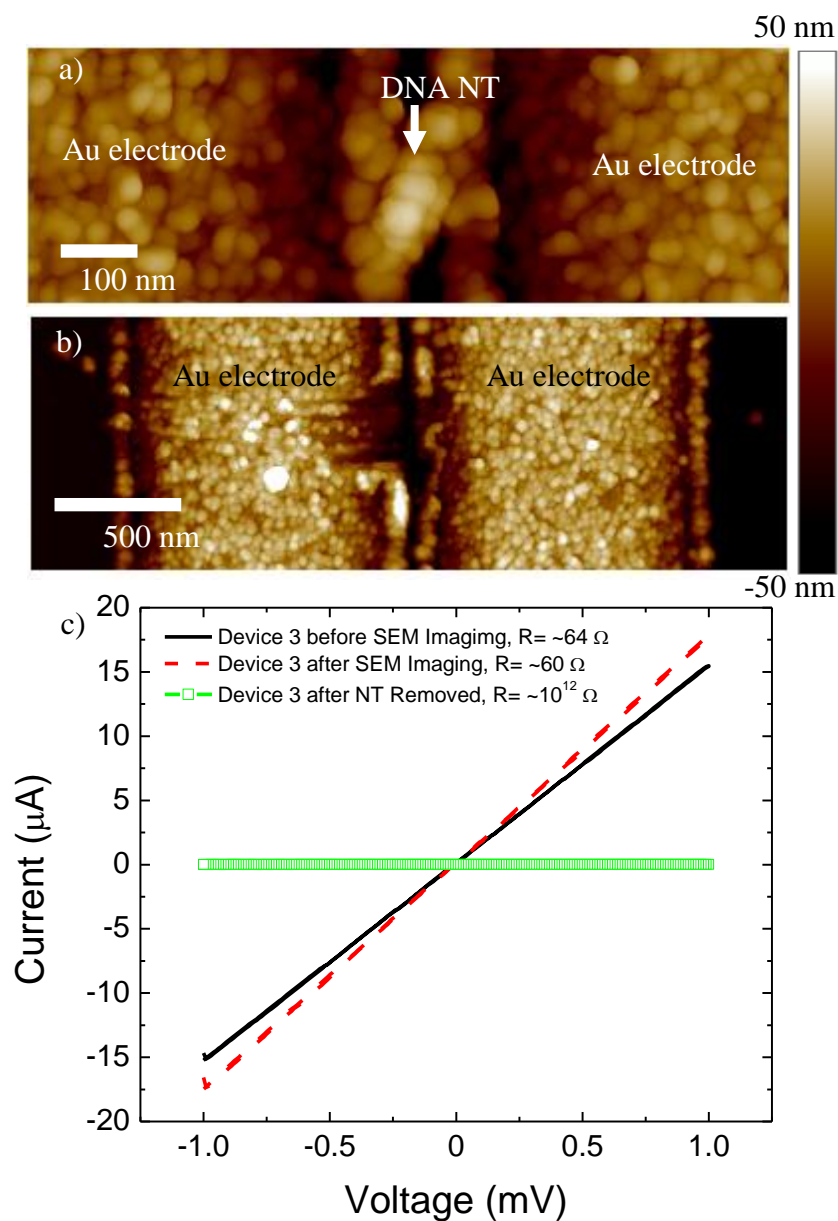 50 nm
a)
DNA NT
Au electrode
Au electrode
100 nm
b)
Au electrode
Au electrode
500 nm
-50 nm
c)
Device 3 before SEM Imagimg, R= ~64 Ω
Device 3 after SEM Imaging, R= ~60 Ω
Device 3 after NT Removed, R= ~10¹² Ω
20
15
10
5
0
-5
-10
-15
-20
Current (μA)
-1.0 -0.5 0 0.5 1.0
Voltage (mV)